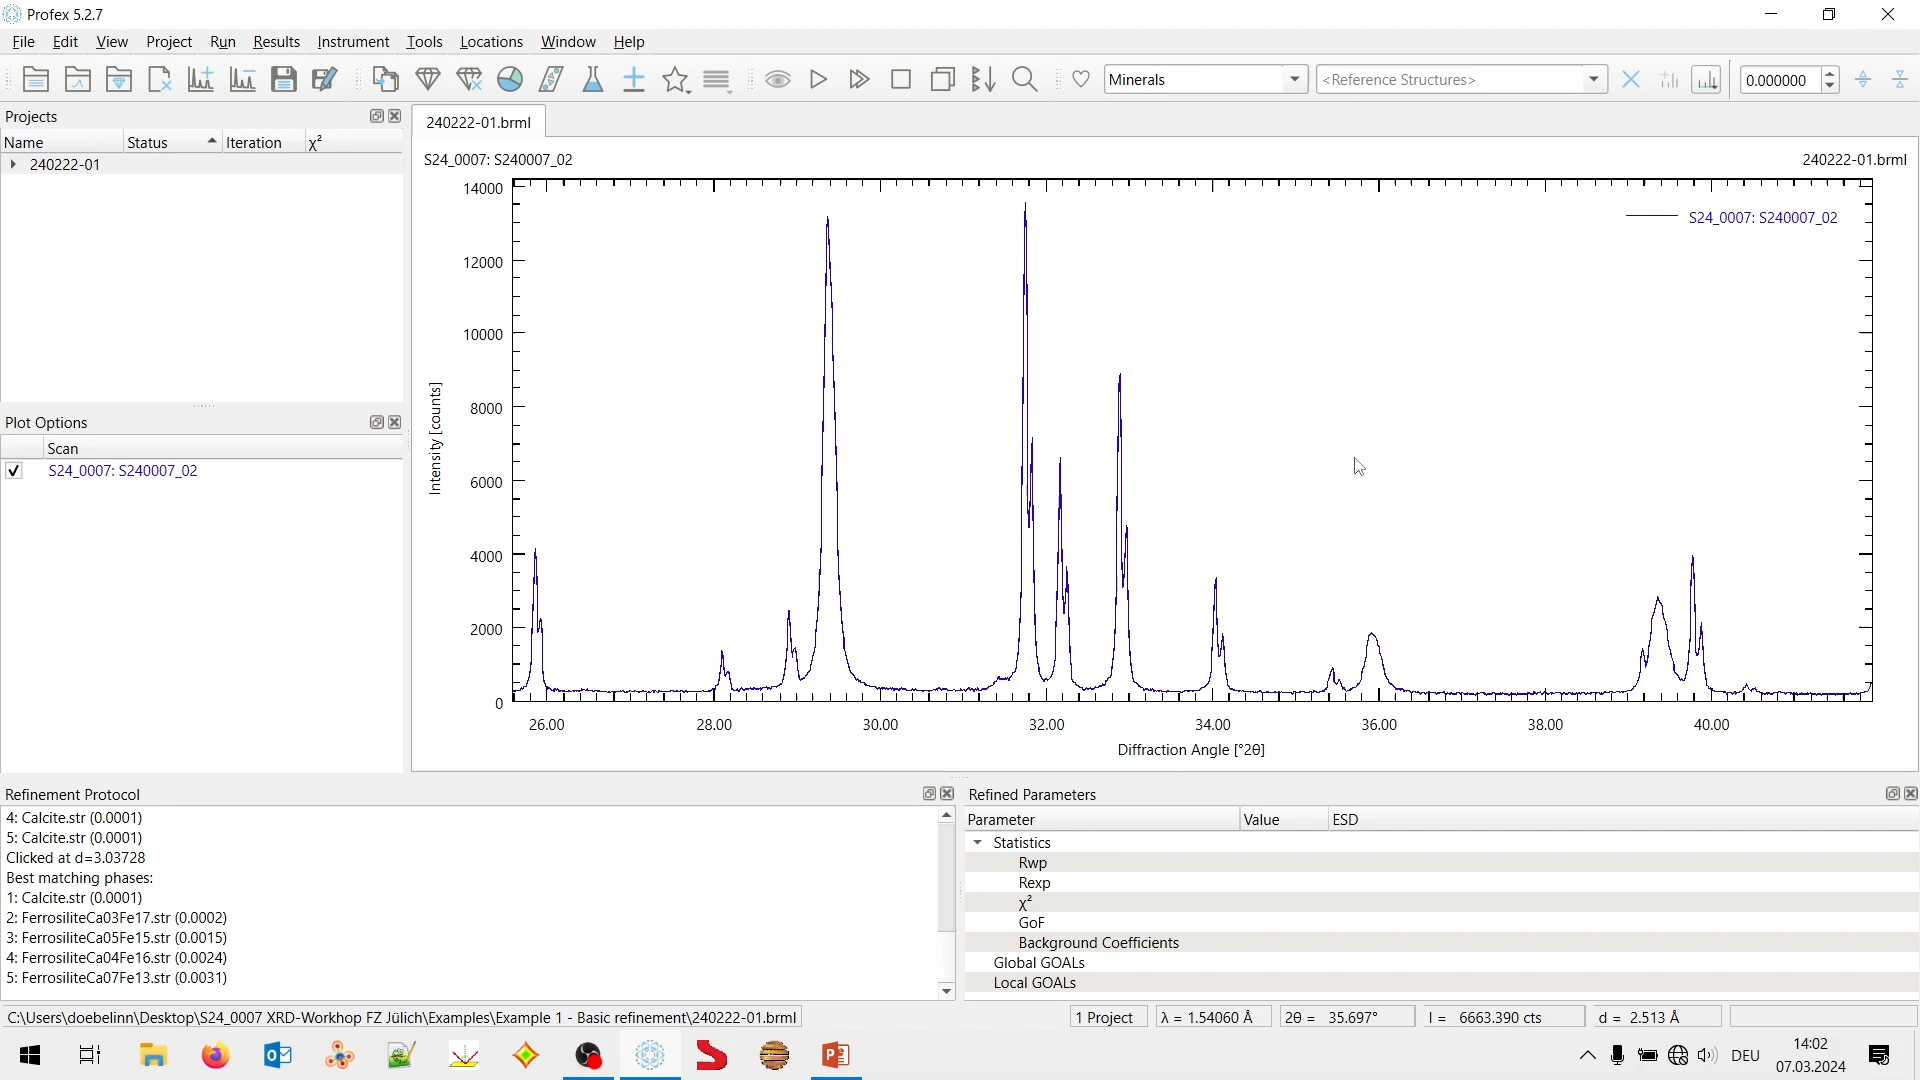 Profex 5.2.7
File Edit View Project Run Results Instrument Tools Locations Window Help
Minerals <Reference Structures> 0.000000
Projects
Name Status Iteration χ²
240222-01
Plot Options
Scan
S24_0007: S240007_02
240222-01.brml
S24_0007: S240007_02 240222-01.brml
S24_0007: S240007_02
14000
12000
10000
8000
6000
4000
2000
0
Intensity [counts]
26.00 28.00 30.00 32.00 34.00 36.00 38.00 40.00
Diffraction Angle [°2θ]
Refinement Protocol
4: Calcite.str (0.0001)
5: Calcite.str (0.0001)
Clicked at d=3.03728
Best matching phases:
1: Calcite.str (0.0001)
2: FerrosiliteCa03Fe17.str (0.0002)
3: FerrosiliteCa05Fe15.str (0.0015)
4: FerrosiliteCa04Fe16.str (0.0024)
5: FerrosiliteCa07Fe13.str (0.0031)
Refined Parameters
Parameter Value ESD
Statistics
Rwp
Rexp
χ²
GoF
Background Coefficients
Global GOALs
Local GOALs
C:\Users\doebelinn\Desktop\S24_0007 XRD-Workhop FZ Jülich\Examples\Example 1 - Basic refinement\240222-01.brml
1 Project λ = 1.54060 Å 2θ = 35.697° I = 6663.390 cts d = 2.513 Å
DEU 14:02
07.03.2024